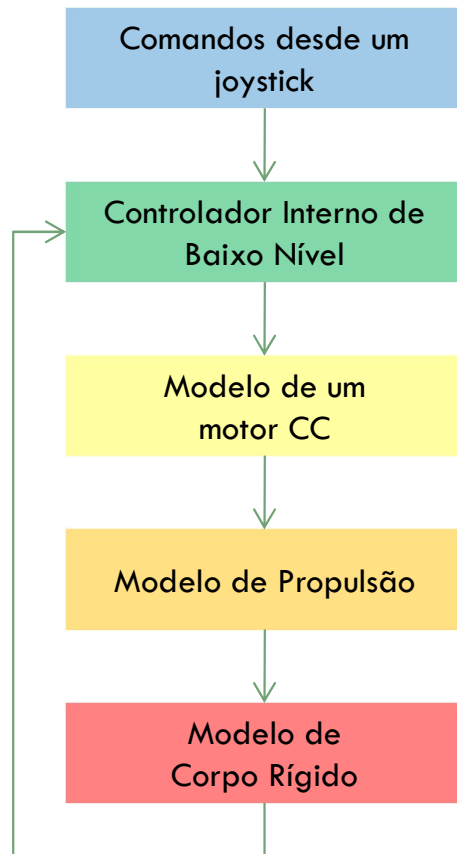 Comandos desde um
joystick
Controlador Interno de
Baixo Nível
Modelo de um
motor CC
Modelo de Propulsão
Modelo de
Corpo Rígido